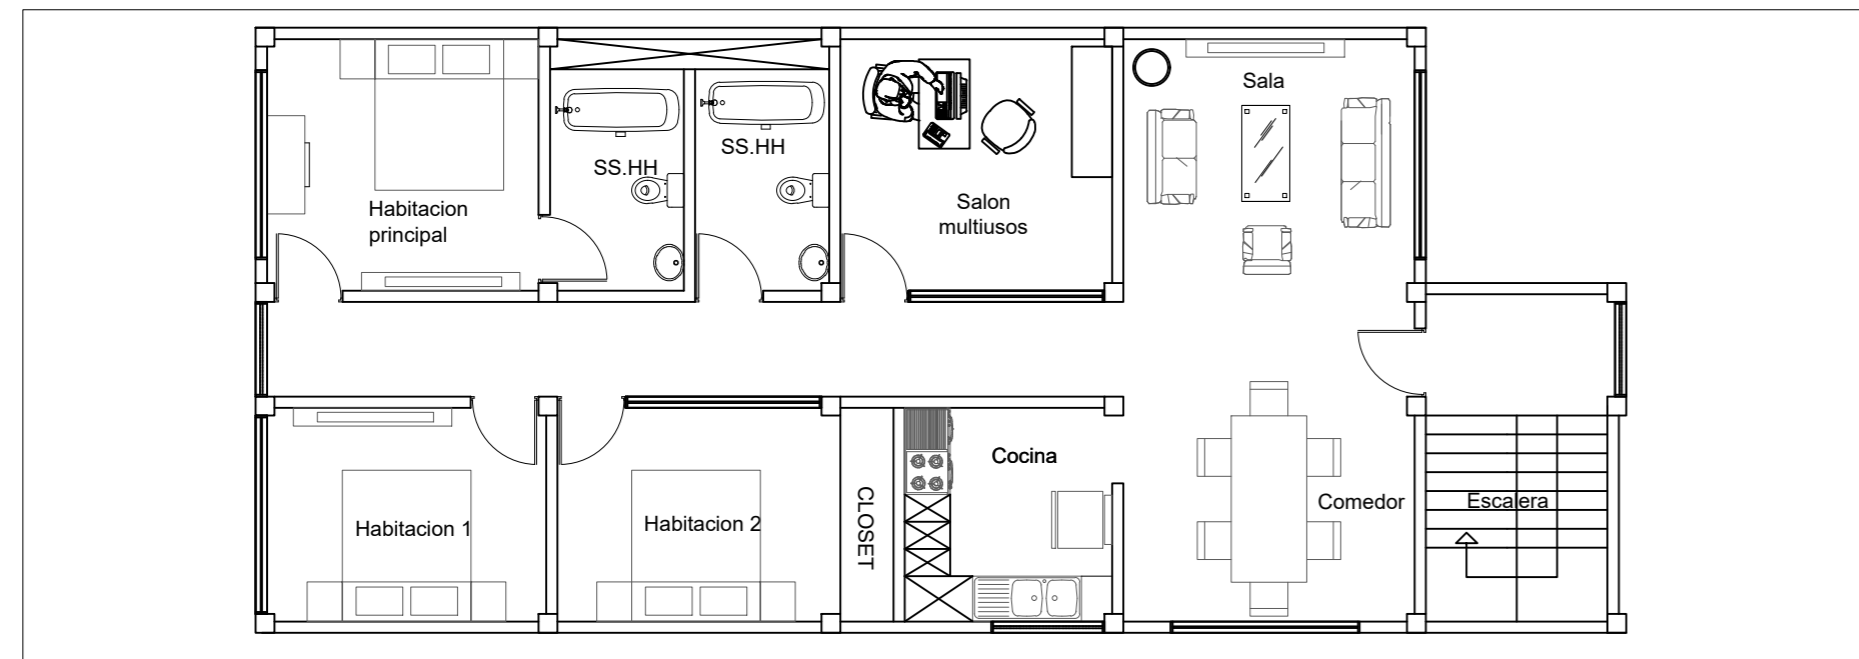 Sala
SS.HH
SS.HH
Habitacion
principal
Salon
multiusos
Cocina
CLOSET
Comedor
Escalera
Habitacion 1
Habitacion 2